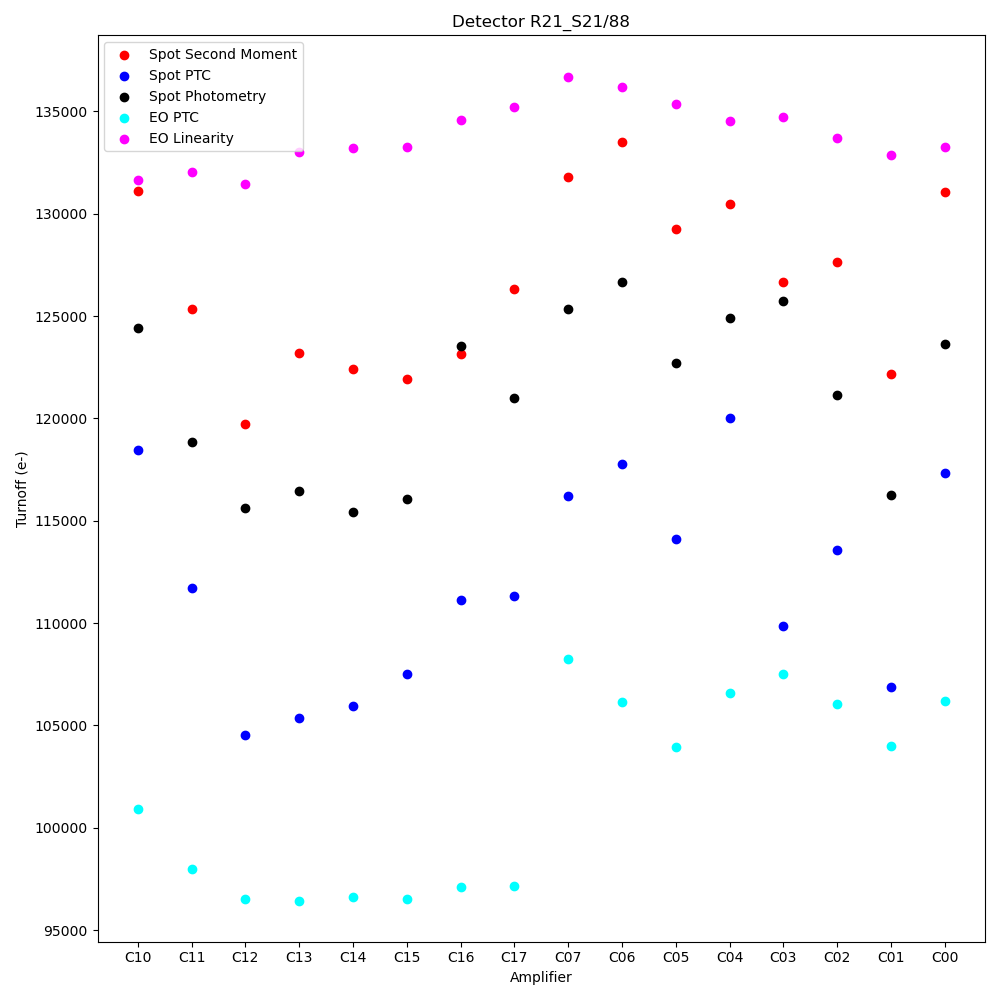 Detector R21_S21/88
Spot Second Moment
Spot PTC
Spot Photometry
EO PTC
EO Linearity
Turnoff (e-)
135000
130000
125000
120000
115000
110000
105000
100000
95000
C10 C11 C12 C13 C14 C15 C16 C17 C07 C06 C05 C04 C03 C02 C01 C00
Amplifier